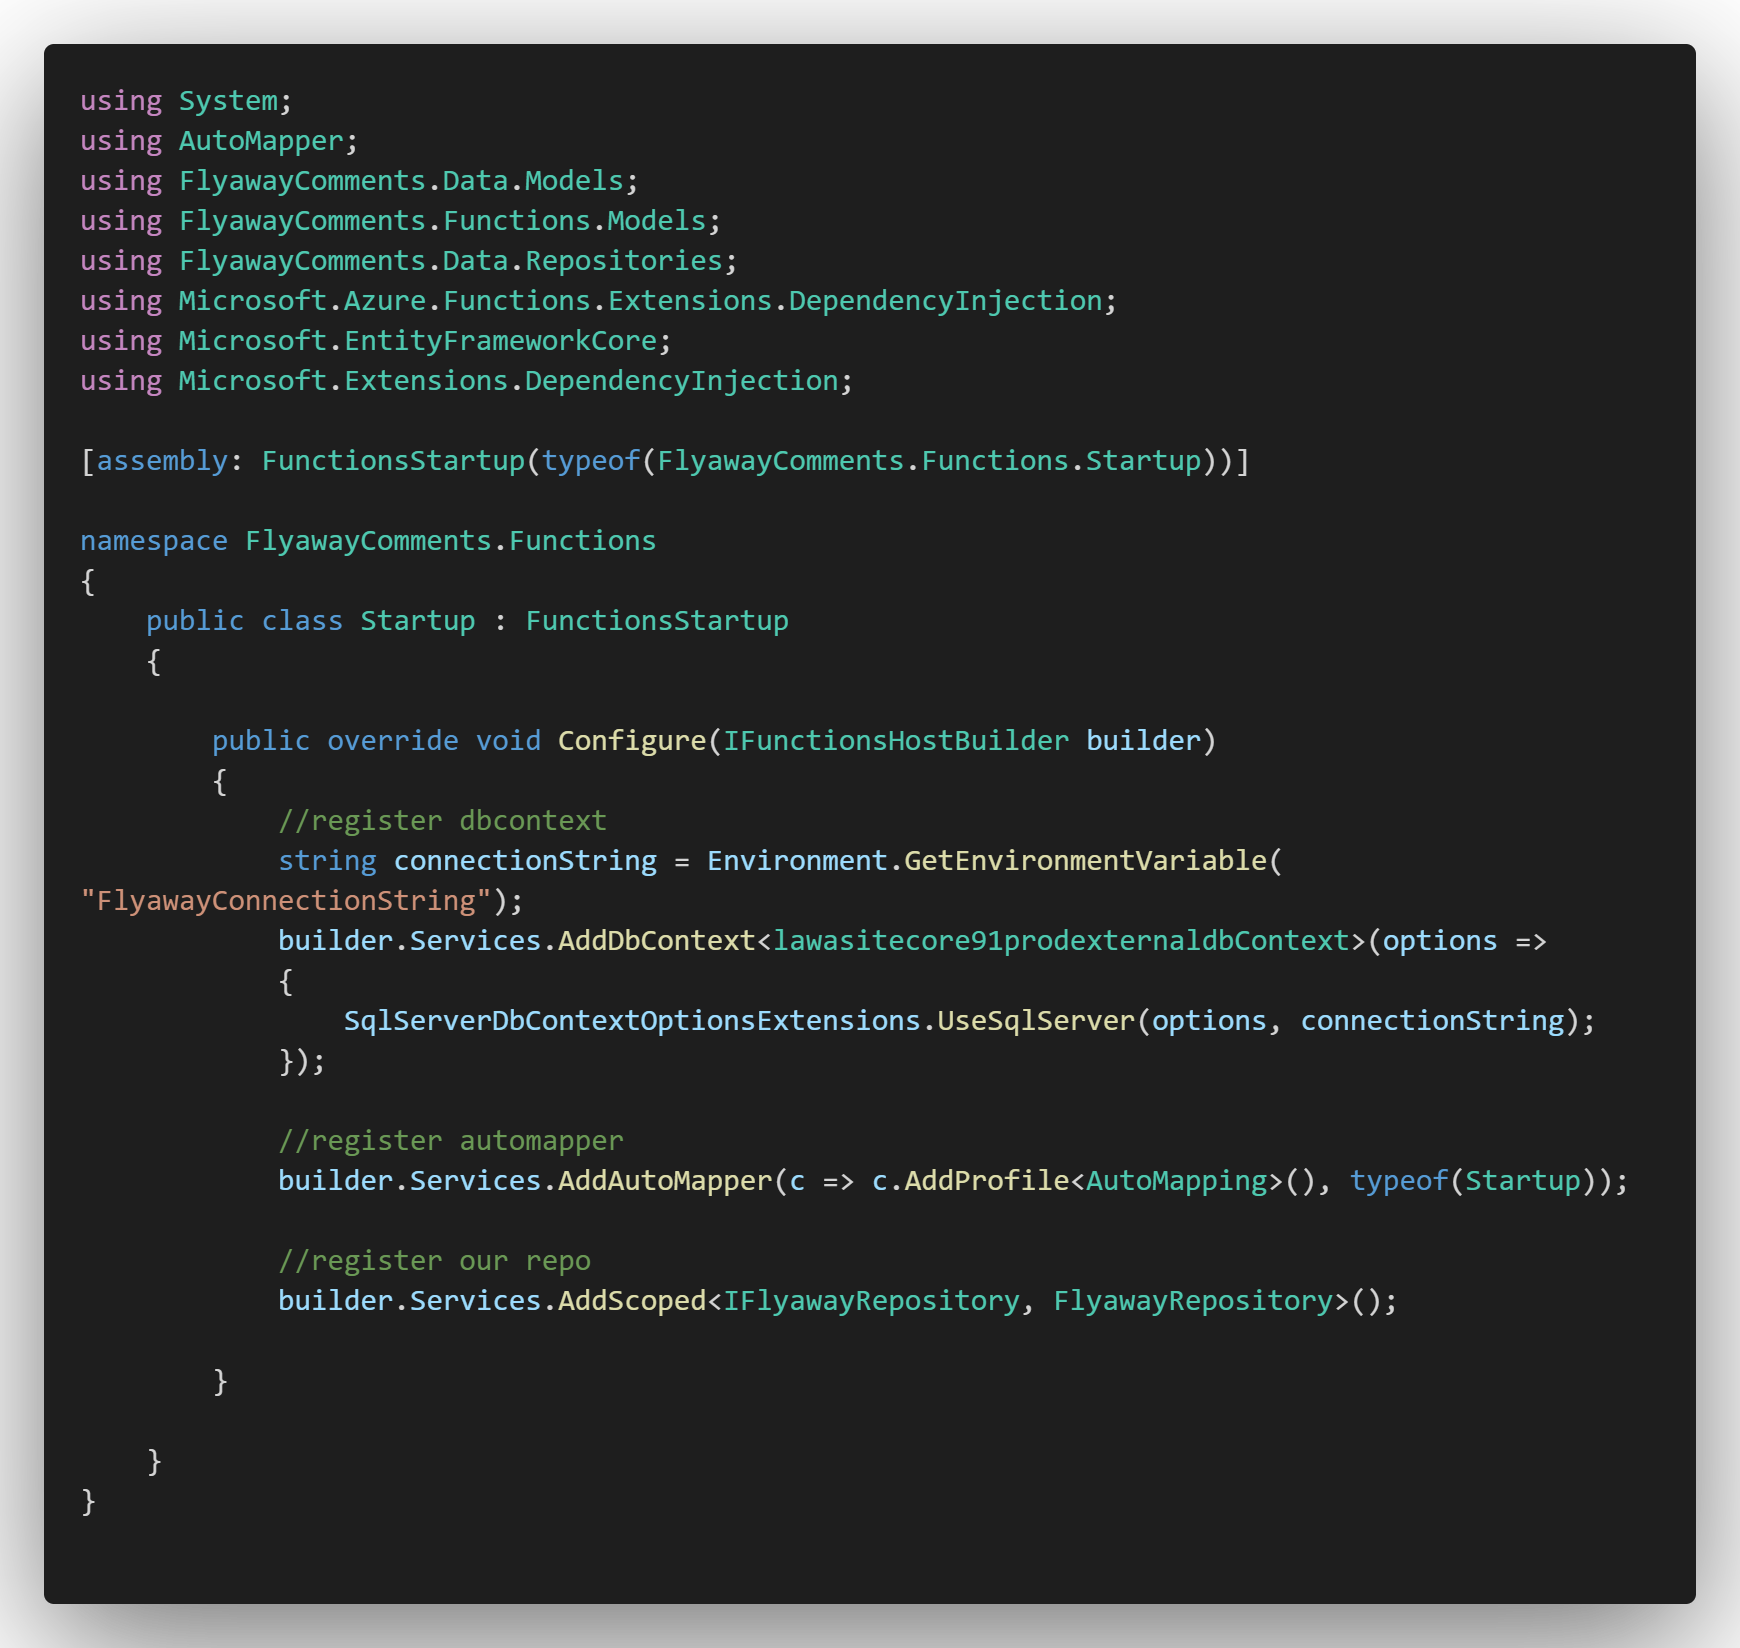 using System;
using AutoMapper;
using FlyawayComments.Data.Models;
using FlyawayComments.Functions.Models;
using FlyawayComments.Data.Repositories;
using Microsoft.Azure.Functions.Extensions.DependencyInjection;
using Microsoft.EntityFrameworkCore;
using Microsoft.Extensions.DependencyInjection;

[assembly: FunctionsStartup(typeof(FlyawayComments.Functions.Startup))]

namespace FlyawayComments.Functions
{
    public class Startup : FunctionsStartup
    {

        public override void Configure(IFunctionsHostBuilder builder)
        {
            //register dbcontext
            string connectionString = Environment.GetEnvironmentVariable(
"FlyawayConnectionString");
            builder.Services.AddDbContext<lawasitecore91prodexternaldbContext>(options =>
            {
                SqlServerDbContextOptionsExtensions.UseSqlServer(options, connectionString);
            });

            //register automapper
            builder.Services.AddAutoMapper(c => c.AddProfile<AutoMapping>(), typeof(Startup));

            //register our repo
            builder.Services.AddScoped<IFlyawayRepository, FlyawayRepository>();

        }

    }
}